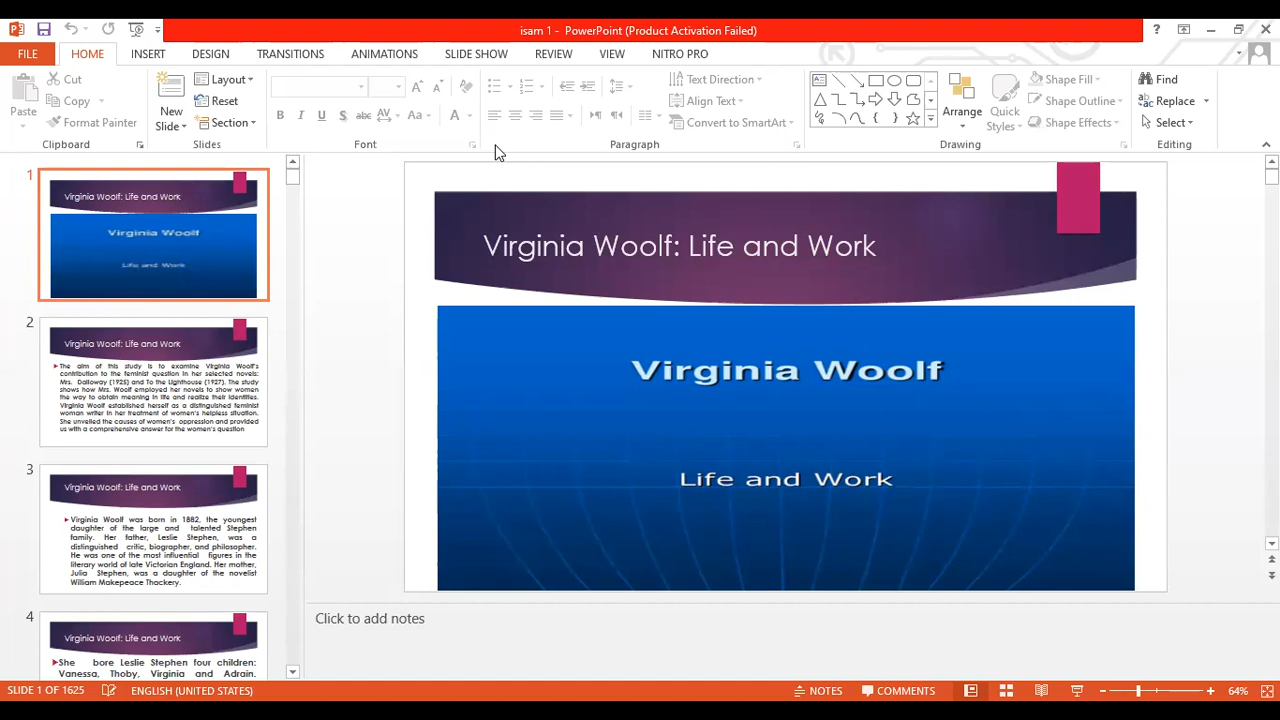 isam 1 - PowerPoint (Product Activation Failed)
FILE HOME INSERT DESIGN TRANSITIONS ANIMATIONS SLIDE SHOW REVIEW VIEW NITRO PRO
Paste
Cut
Copy
Format Painter
Clipboard
New
Slide
Layout
Reset
Section
Slides
Font
Text Direction
Align Text
Convert to SmartArt
Paragraph
Arrange
Quick
Styles
Shape Fill
Shape Outline
Shape Effects
Drawing
Find
Replace
Select
Editing
1
Virginia Woolf: Life and Work
Virginia Woolf
Life and Work
2
Virginia Woolf: Life and Work
The aim of this study is to examine Virginia Woolf's
contribution to the feminist question in her selected novels:
Mrs. Dalloway (1925) and To the Lighthouse (1927). The study
shows how Mrs. Woolf employed her novels to show women
the way to obtain meaning in life and realize their identities.
Virginia Woolf established herself as a distinguished feminist
woman writer in her treatment of women's helpless situation.
She unveiled the causes of women's oppression and provided
us with a comprehensive answer for the women's question
3
Virginia Woolf: Life and Work
Virginia Woolf was born in 1882, the youngest
daughter of the large and talented Stephen
family. Her father, Leslie Stephen, was a
distinguished critic, biographer, and philosopher.
He was one of the most influential figures in the
literary world of late Victorian England. Her mother,
Julia Stephen, was a daughter of the novelist
William Makepeace Thackery.
4
Virginia Woolf: Life and Work
She bore Leslie Stephen four children:
Vanessa, Thoby, Virginia and Adrain.
Virginia Woolf: Life and Work
Virginia Woolf
Life and Work
Click to add notes
SLIDE 1 OF 1625 ENGLISH (UNITED STATES) NOTES COMMENTS 64%